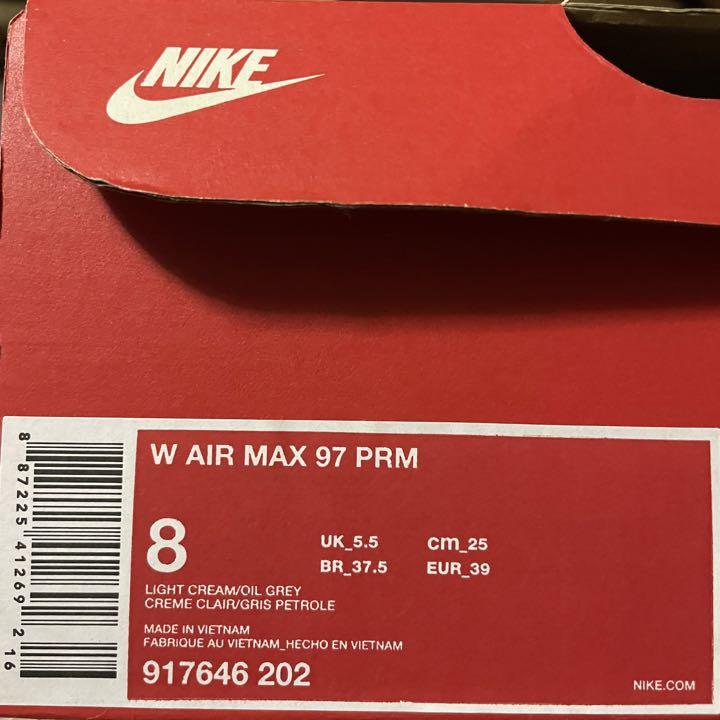 NIKE
W AIR MAX 97 PRM
8
UK_5.5 cm_25
BR_37.5 EUR_39
LIGHT CREAM/OIL GREY
CREME CLAIR/GRIS PETROLE
MADE IN VIETNAM
FABRIQUE AU VIETNAM_HECHO EN VIETNAM
917646 202
NIKE.COM
8 87225 41269 2 16